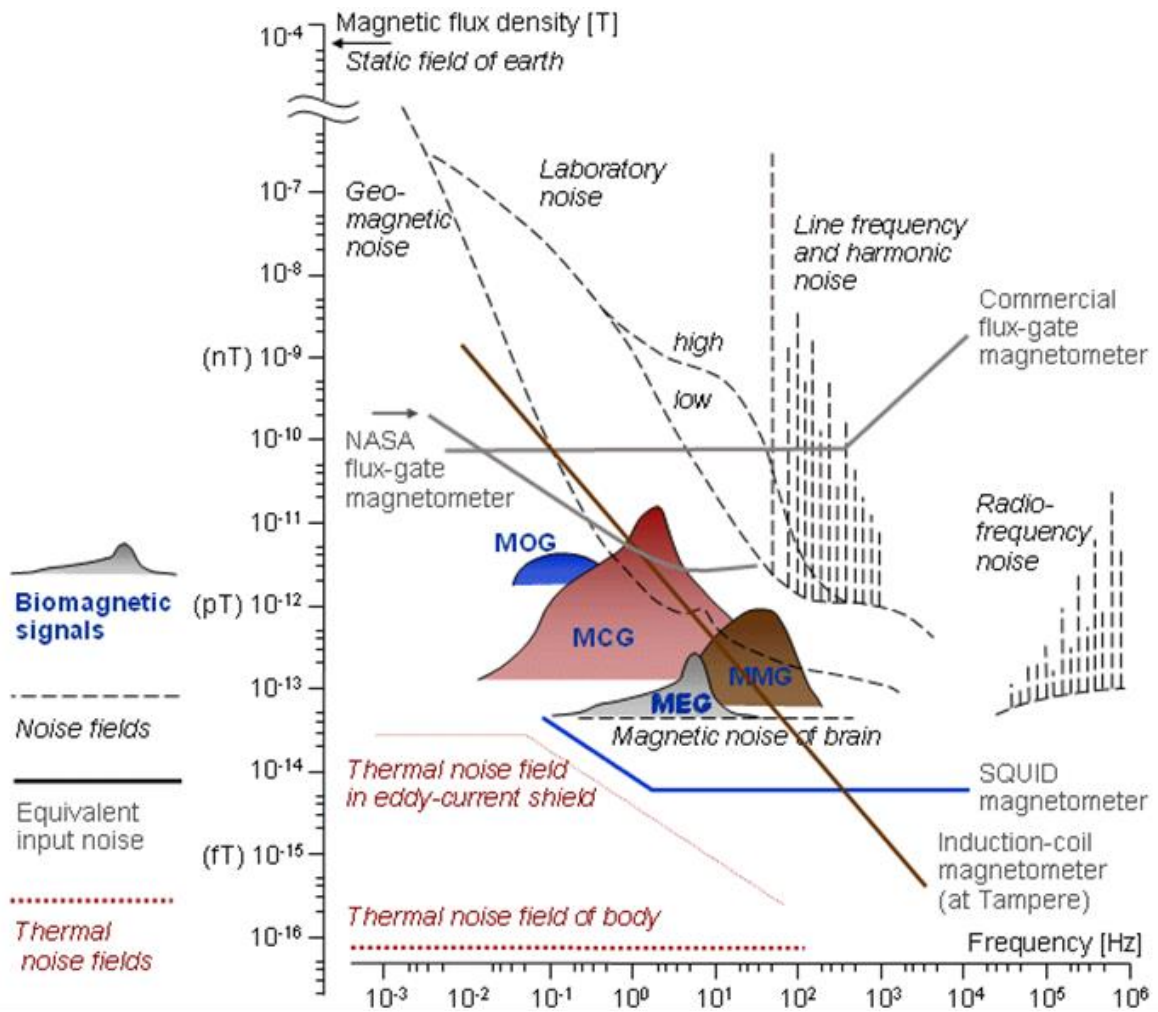 Magnetic flux density [T]
10-4
Static field of earth
10-7
Geo-
magnetic
noise
Laboratory
noise
Line frequency
and harmonic
noise
10-8
Commercial
flux-gate
magnetometer
(nT) 10-9
high
low
10-10
NASA
flux-gate
magnetometer
10-11
MOG
Radio-
frequency
noise
Biomagnetic
signals
(pT) 10-12
MCG
10-13
MMG
MEG
Noise fields
Magnetic noise of brain
10-14
Thermal noise field
in eddy-current shield
SQUID
magnetometer
Equivalent
input noise
(fT) 10-15
Induction-coil
magnetometer
(at Tampere)
Thermal noise field of body
Thermal
noise fields
10-16
Frequency [Hz]
10-3 10-2 10-1 100 101 102 103 104 105 106